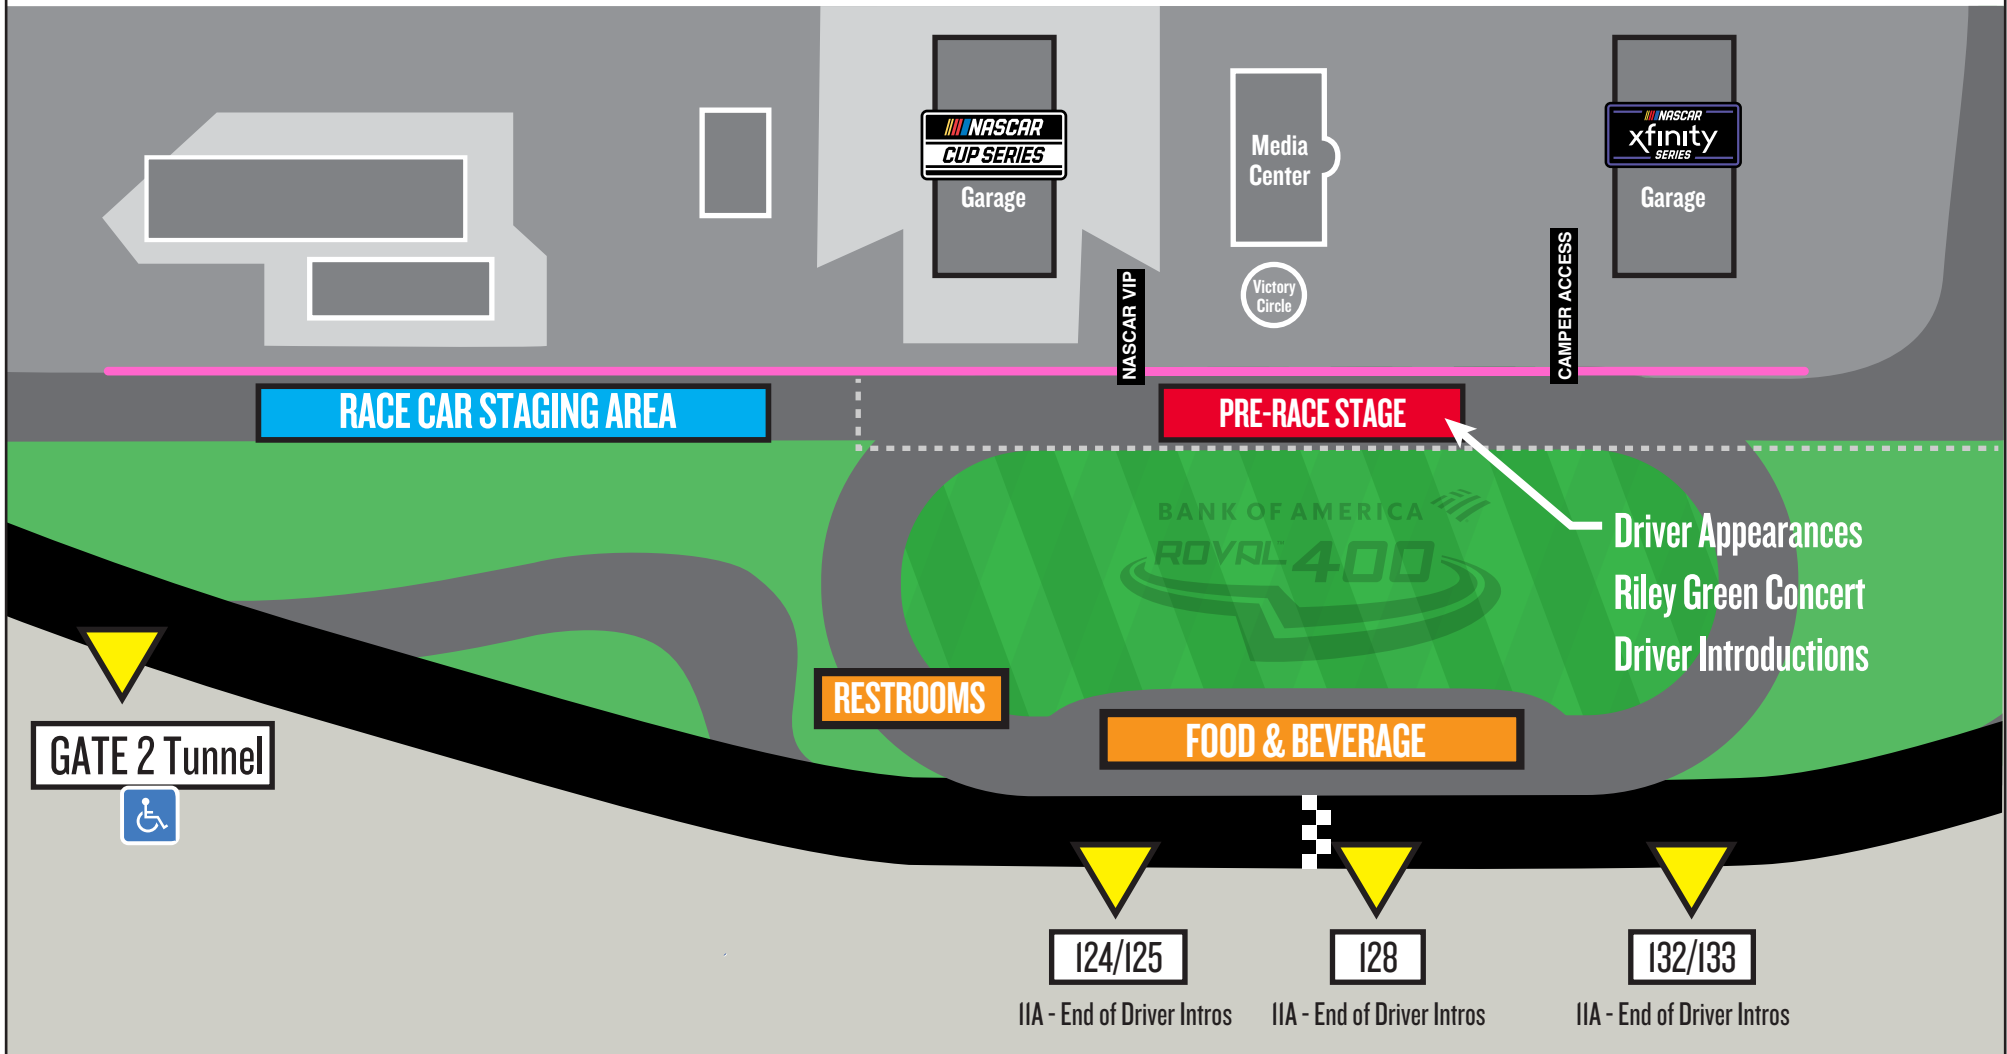 NASCAR
CUP SERIES
Garage
Media
Center
NASCAR
xfinity
SERIES
Garage
Victory
Circle
NASCAR VIP
CAMPER ACCESS
RACE CAR STAGING AREA
PRE-RACE STAGE
BANK OF AMERICA
ROVAL 400
Driver Appearances
Riley Green Concert
Driver Introductions
RESTROOMS
FOOD & BEVERAGE
GATE 2 Tunnel
124/125
128
132/133
11A - End of Driver Intros
11A - End of Driver Intros
11A - End of Driver Intros